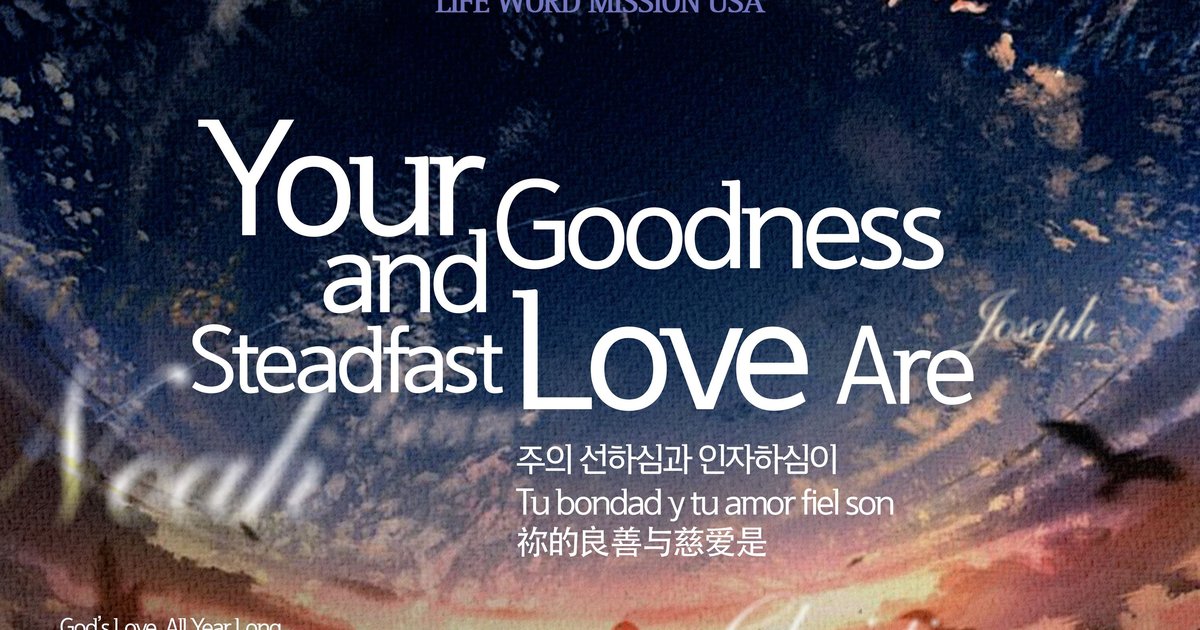 LIFE WORD MISSION USA
Your Goodness
and
Steadfast Love Are
Joseph
Noah
주의 선하심과 인자하심이
Tu bondad y tu amor fiel son
祢的良善与慈爱是
God's Love, All Year Long